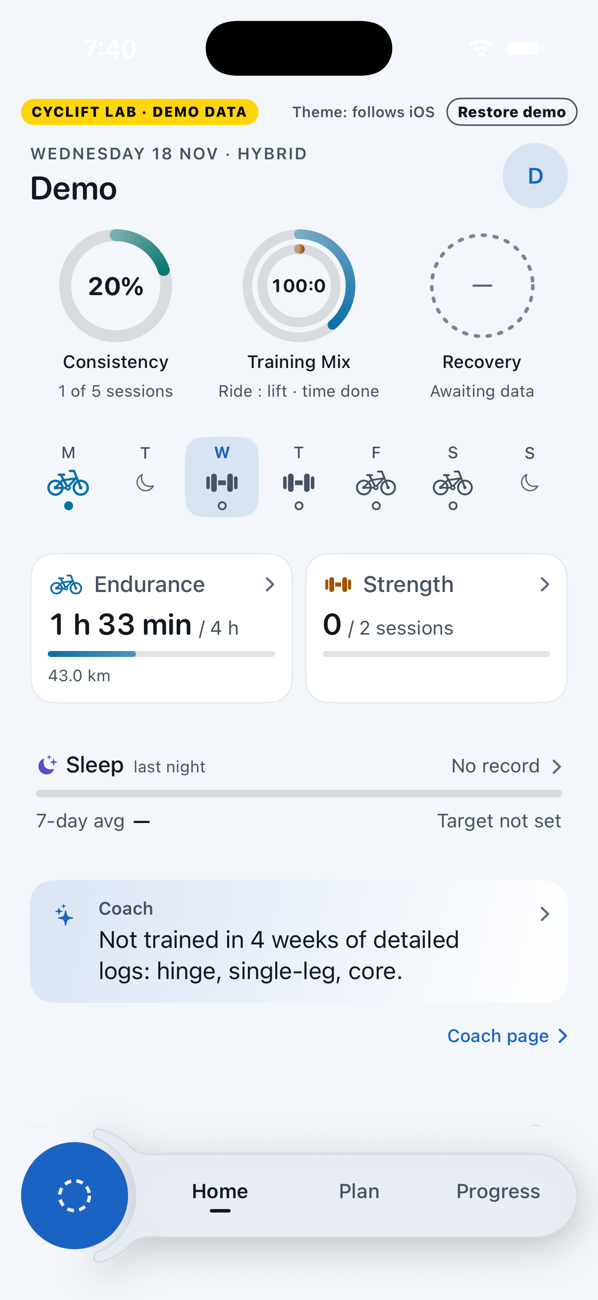 7:40
CYCLIFT LAB · DEMO DATA
Theme: follows iOS
Restore demo
WEDNESDAY 18 NOV · HYBRID
Demo
D
20%
100:0
—
Consistency
Training Mix
Recovery
1 of 5 sessions
Ride : lift · time done
Awaiting data
M T W T F S S
Endurance
1 h 33 min / 4 h
43.0 km
Strength
0 / 2 sessions
Sleep last night
No record
7-day avg —
Target not set
Coach
Not trained in 4 weeks of detailed
logs: hinge, single-leg, core.
Coach page
Home
Plan
Progress